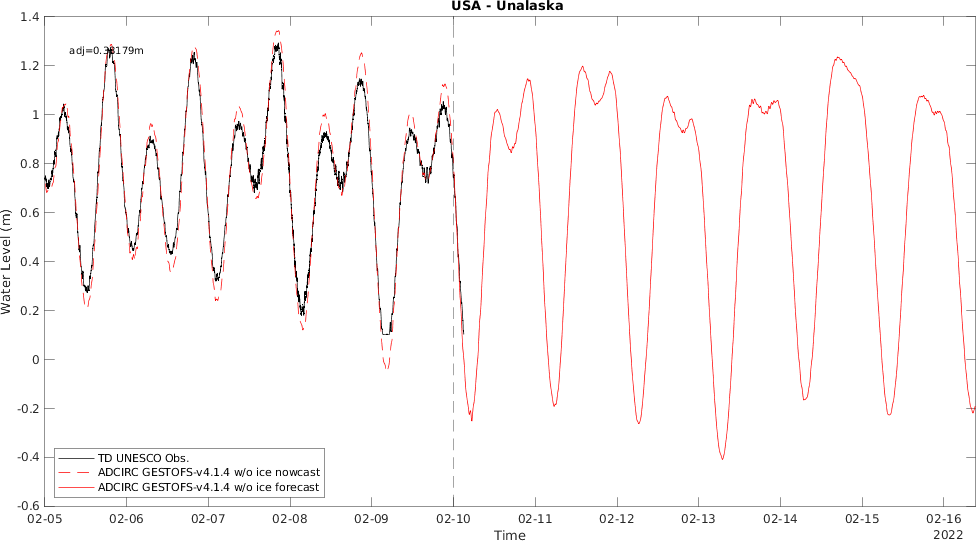 USA - Unalaska
1.4
1.2
1
0.8
0.6
0.4
0.2
0
-0.2
-0.4
-0.6
Water Level (m)
TD UNESCO Obs.
ADCIRC GESTOFS-v4.1.4 w/o ice nowcast
ADCIRC GESTOFS-v4.1.4 w/o ice forecast
02-05 02-06 02-07 02-08 02-09 02-10 02-11 02-12 02-13 02-14 02-15 02-16
Time
2022